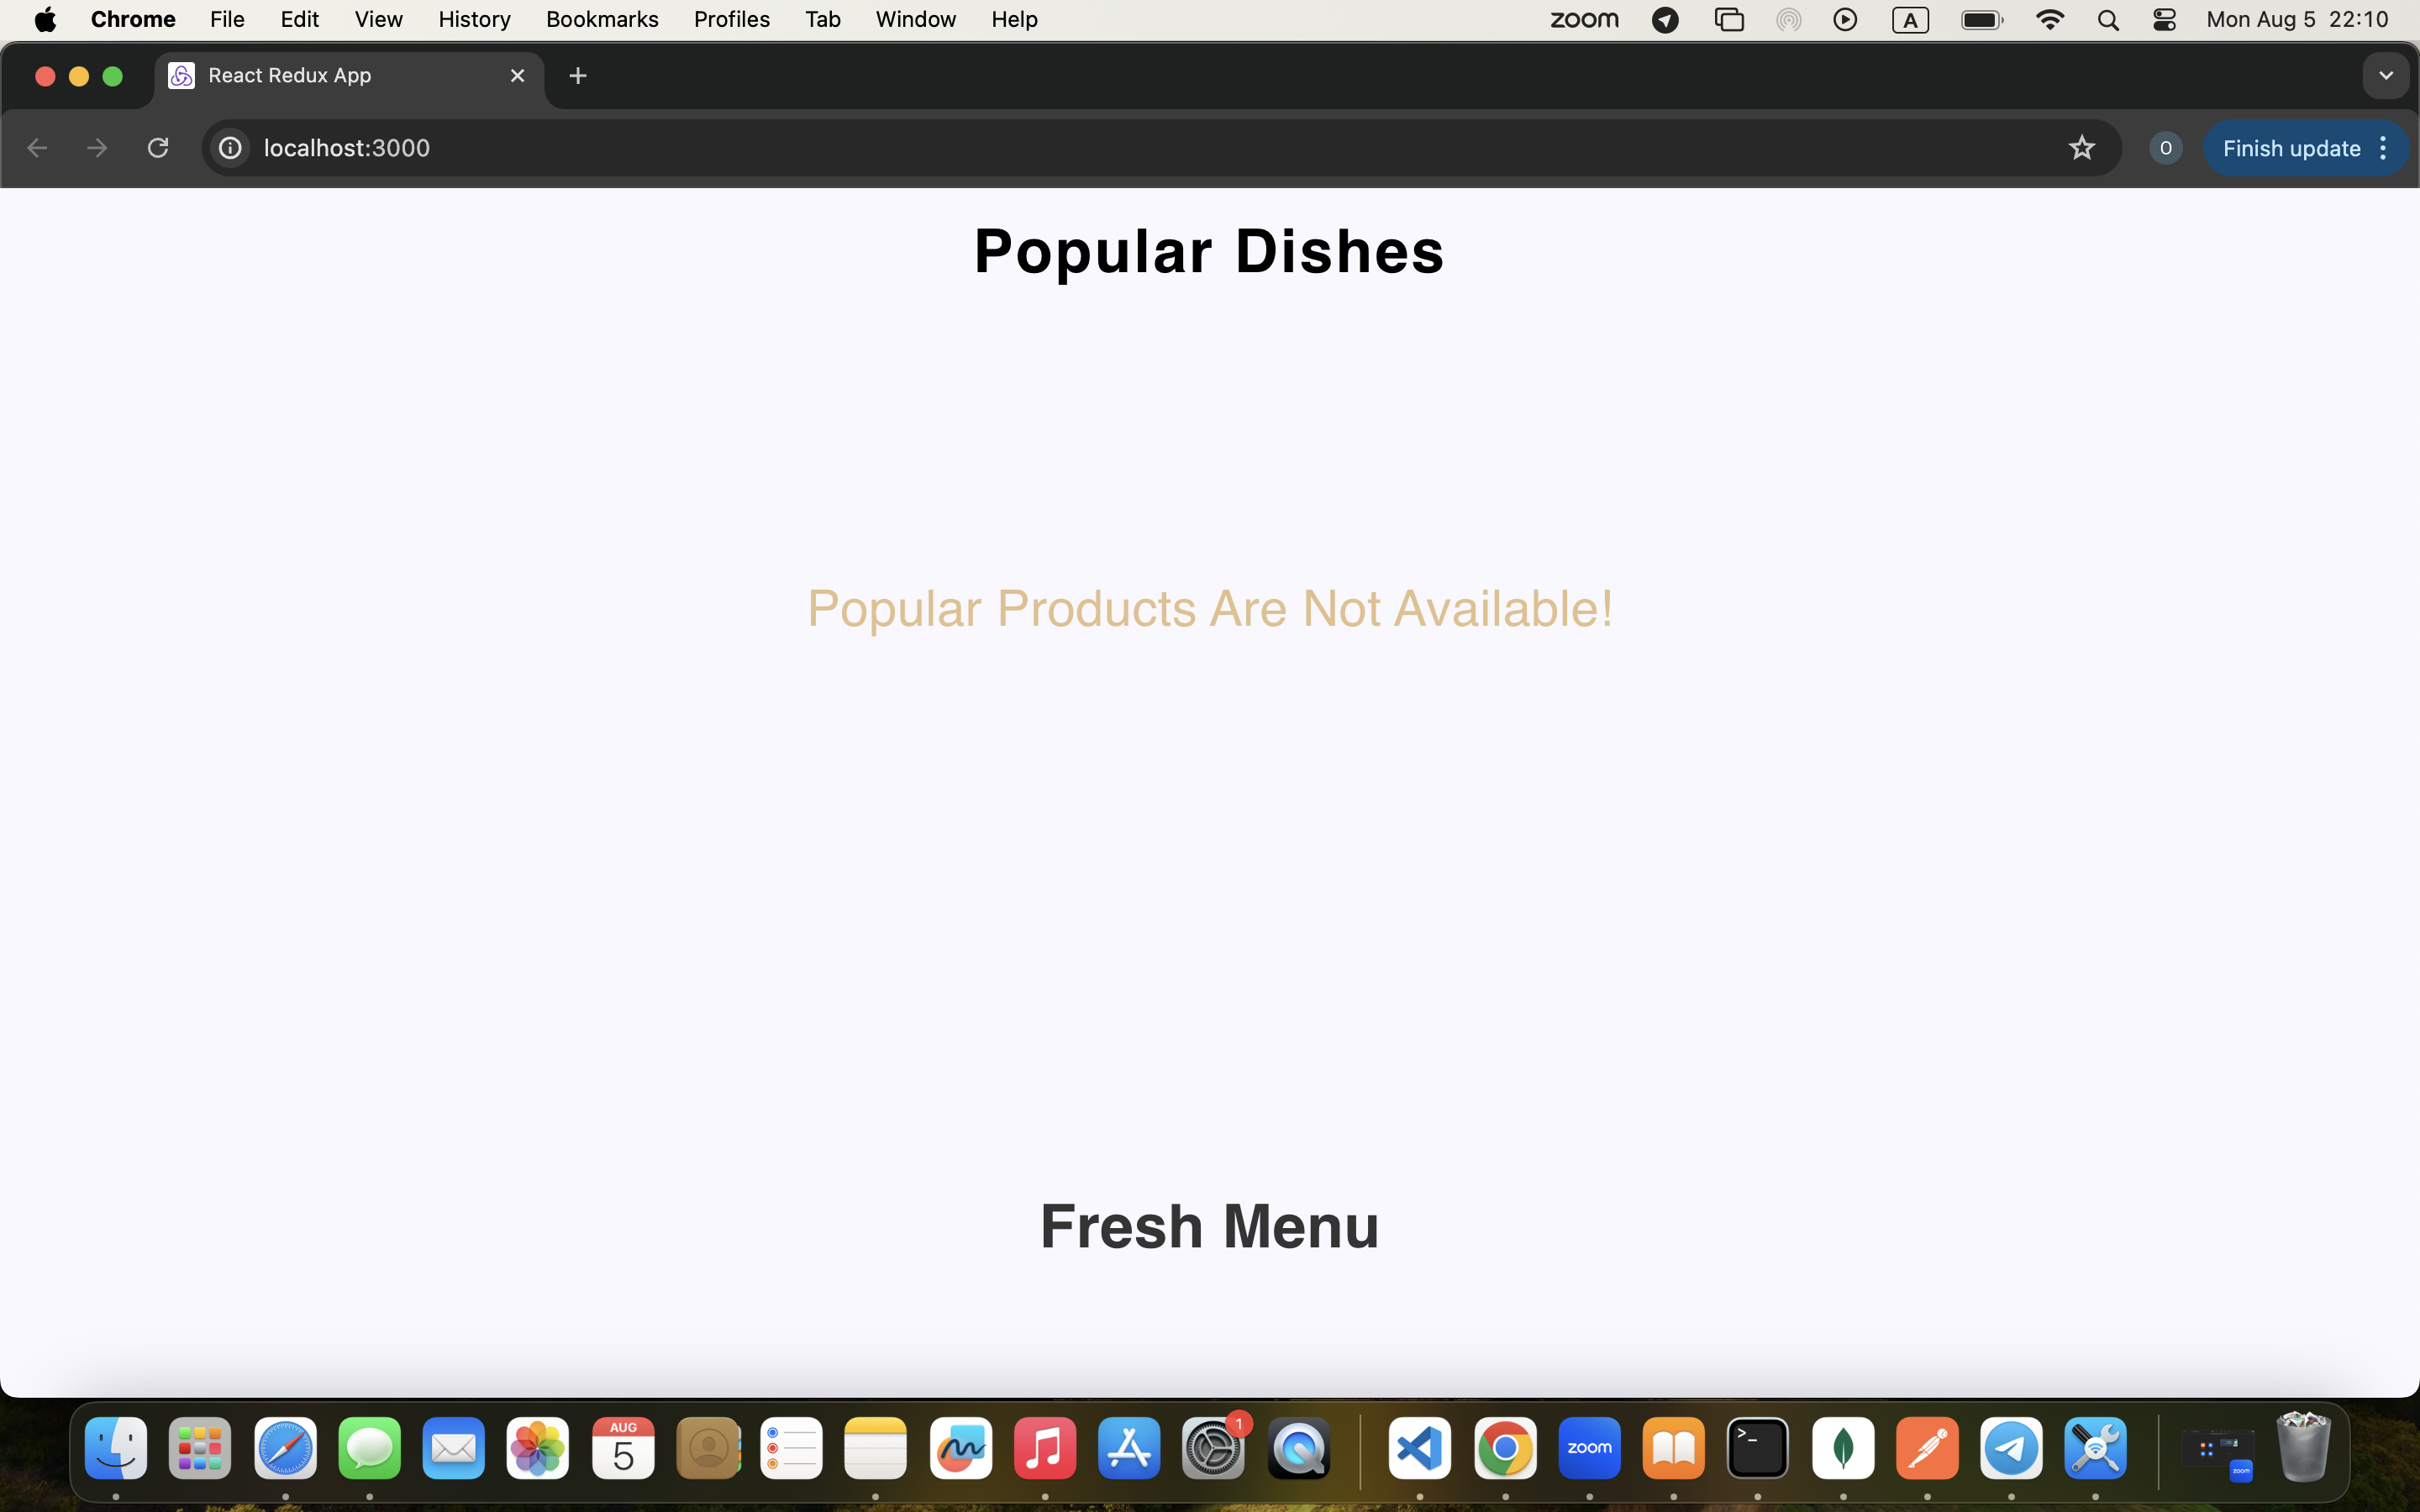 Chrome File Edit View History Bookmarks Profiles Tab Window Help zoom A Mon Aug 5 22:10
React Redux App
localhost:3000 O Finish update
Popular Dishes
Popular Products Are Not Available!
Fresh Menu
AUG
5
1
zoom
>_
zoom